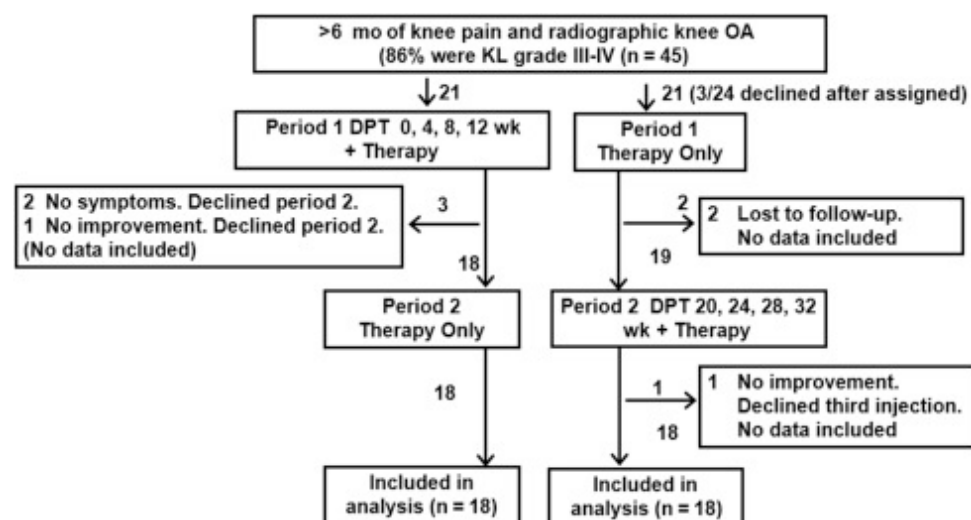 >6 mo of knee pain and radiographic knee OA
(86% were KL grade III-IV (n = 45)
21
21 (3/24 declined after assigned)
Period 1 DPT 0, 4, 8, 12 wk
+ Therapy
Period 1
Therapy Only
2 No symptoms. Declined period 2.
1 No improvement. Declined period 2.
(No data included)
3
18
2
19
2 Lost to follow-up.
No data included
Period 2
Therapy Only
Period 2 DPT 20, 24, 28, 32
wk + Therapy
18
1
18
1 No improvement.
Declined third injection.
No data included
Included in
analysis (n = 18)
Included in
analysis (n = 18)